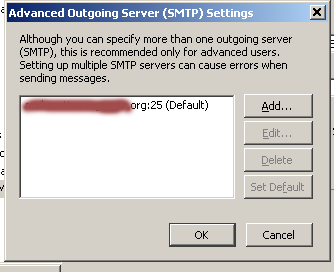 Advanced Outgoing Server (SMTP) Settings
Although you can specify more than one outgoing server
(SMTP), this is recommended only for advanced users.
Setting up multiple SMTP servers can cause errors when
sending messages.
org:25 (Default)
Add...
Edit...
Delete
Set Default
OK
Cancel